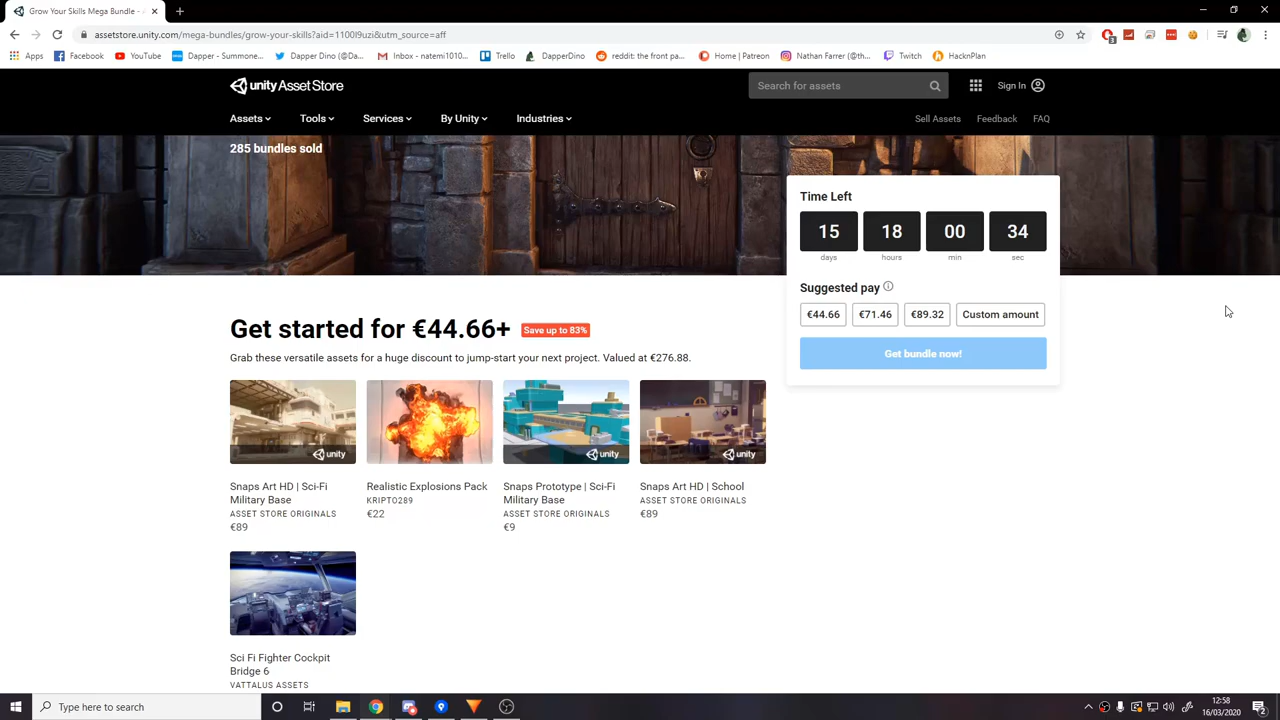 Grow Your Skills Mega Bundle -
assetstore.unity.com/mega-bundles/grow-your-skills?aid=1100l9uzi&utm_source=aff
3
Apps
Facebook
YouTube
Dapper - Summone...
Dapper Dino (@Da...
Inbox - natemi1010...
Trello
DapperDino
reddit: the front pa...
Home | Patreon
Nathan Farrer (@th...
Twitch
HacknPlan
unity Asset Store
Search for assets
Sign In
Assets
Tools
Services
By Unity
Industries
Sell Assets
Feedback
FAQ
285 bundles sold
Time Left
15 18 00 34
days hours min sec
Suggested pay
€44.66 €71.46 €89.32 Custom amount
Get bundle now!
Get started for €44.66+ Save up to 83%
Grab these versatile assets for a huge discount to jump-start your next project. Valued at €276.88.
unity
Snaps Art HD | Sci-Fi
Military Base
ASSET STORE ORIGINALS
€89
Realistic Explosions Pack
KRIPTO289
€22
unity
Snaps Prototype | Sci-Fi
Military Base
ASSET STORE ORIGINALS
€9
unity
Snaps Art HD | School
ASSET STORE ORIGINALS
€89
Sci Fi Fighter Cockpit
Bridge 6
VATTALUS ASSETS
Type here to search
12:58
16/03/2020
2